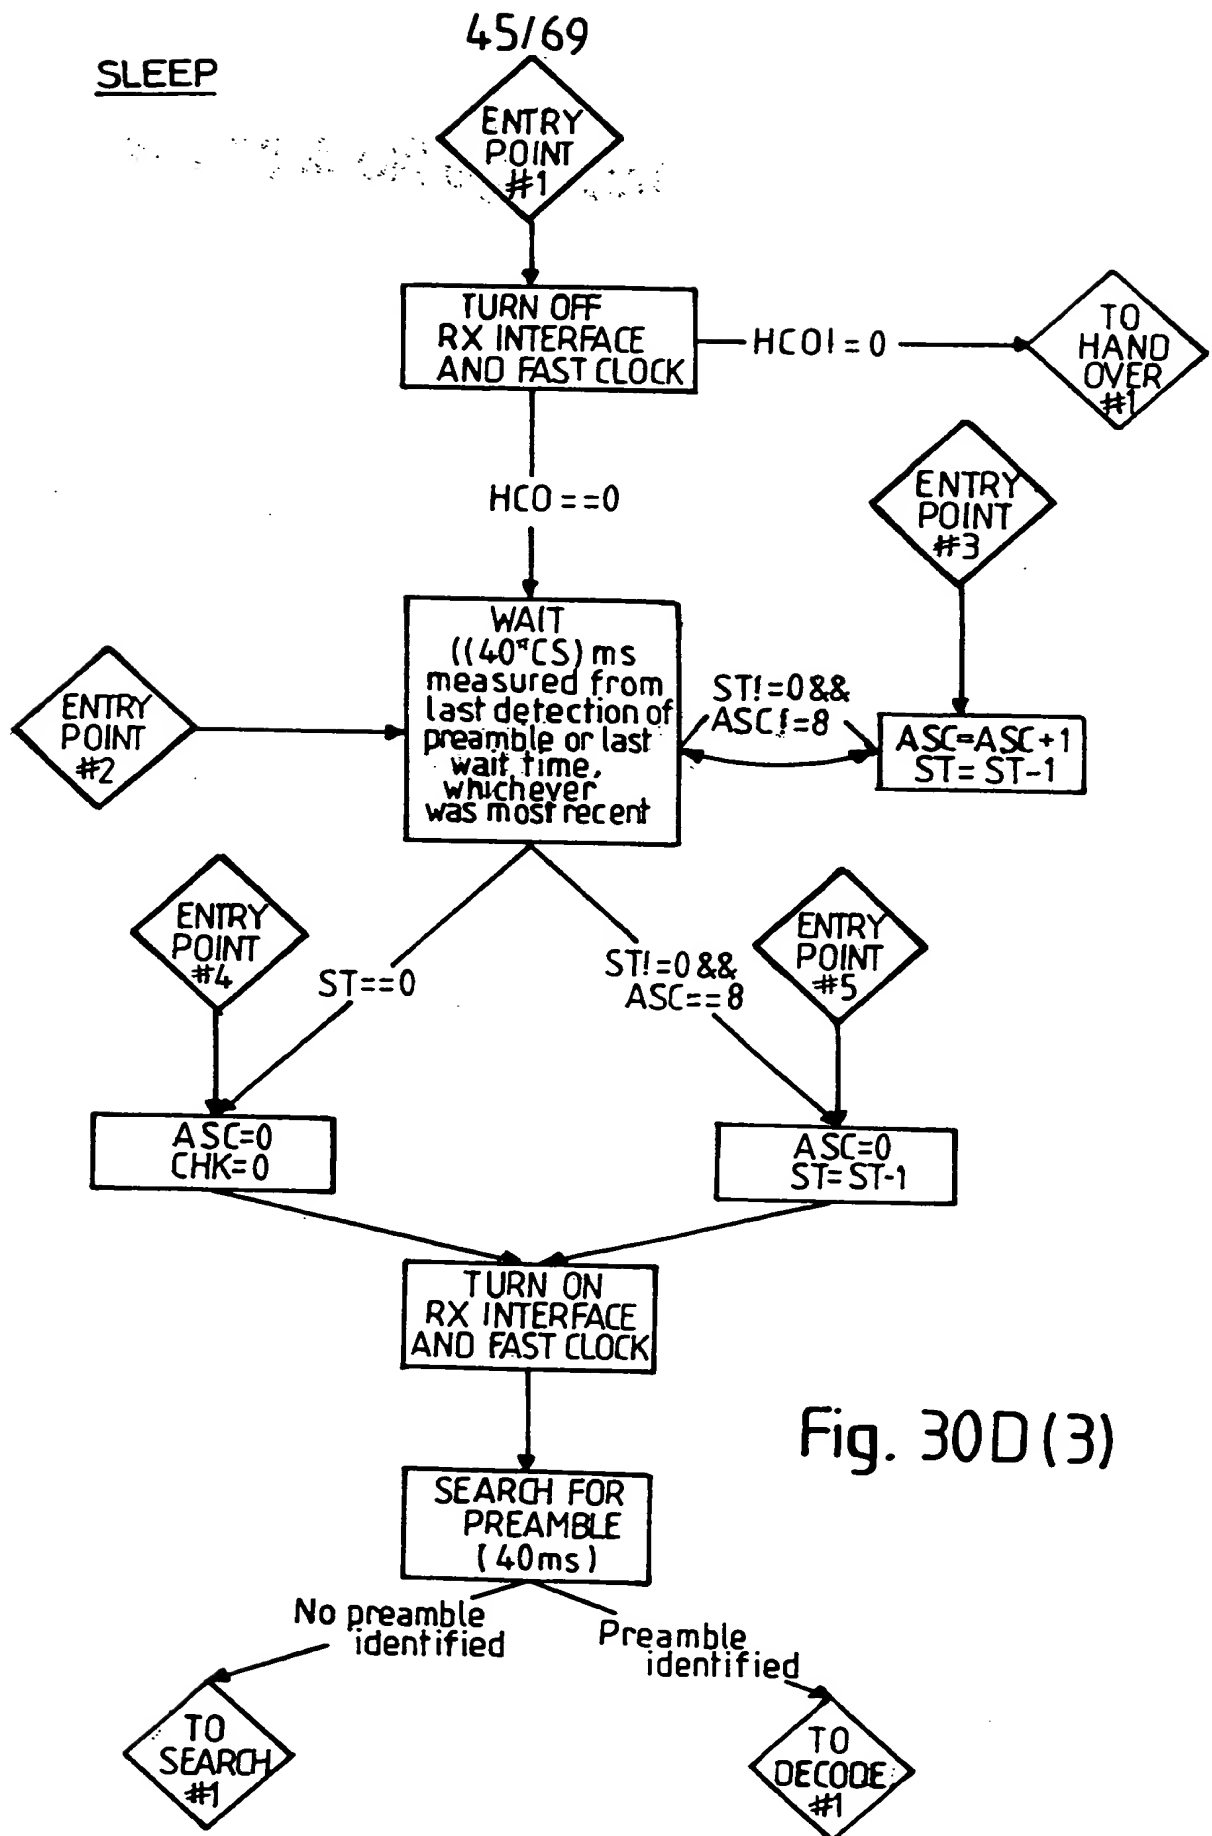 45/69
SLEEP
ENTRY
POINT
#1
TURN OFF
RX INTERFACE
AND FAST CLOCK
HCO!=0
TO
HAND
OVER
#1
HCO==0
ENTRY
POINT
#3
WAIT
((40*CS) ms
measured from
last detection of
preamble or last
wait time,
whichever
was most recent
ENTRY
POINT
#2
ST!=0&&
ASC!=8
ASC=ASC+1
ST=ST-1
ENTRY
POINT
#4
ST==0
ST!=0&&
ASC==8
ENTRY
POINT
#5
ASC=0
CHK=0
ASC=0
ST=ST-1
TURN ON
RX INTERFACE
AND FAST CLOCK
Fig. 30D(3)
SEARCH FOR
PREAMBLE
(40ms)
No preamble
identified
Preamble
identified
TO
SEARCH
#1
TO
DECODE
#1